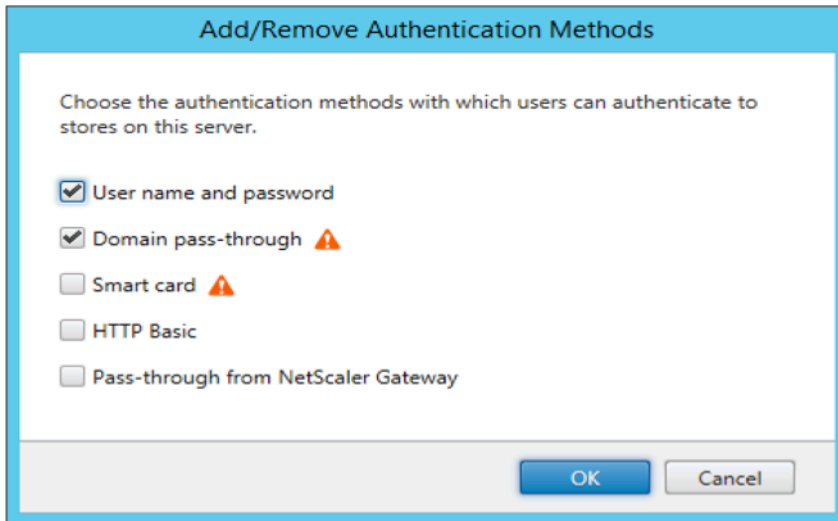 Add/Remove Authentication Methods
Choose the authentication methods with which users can authenticate to
stores on this server.
User name and password
Domain pass-through
Smart card
HTTP Basic
Pass-through from NetScaler Gateway
OK
Cancel